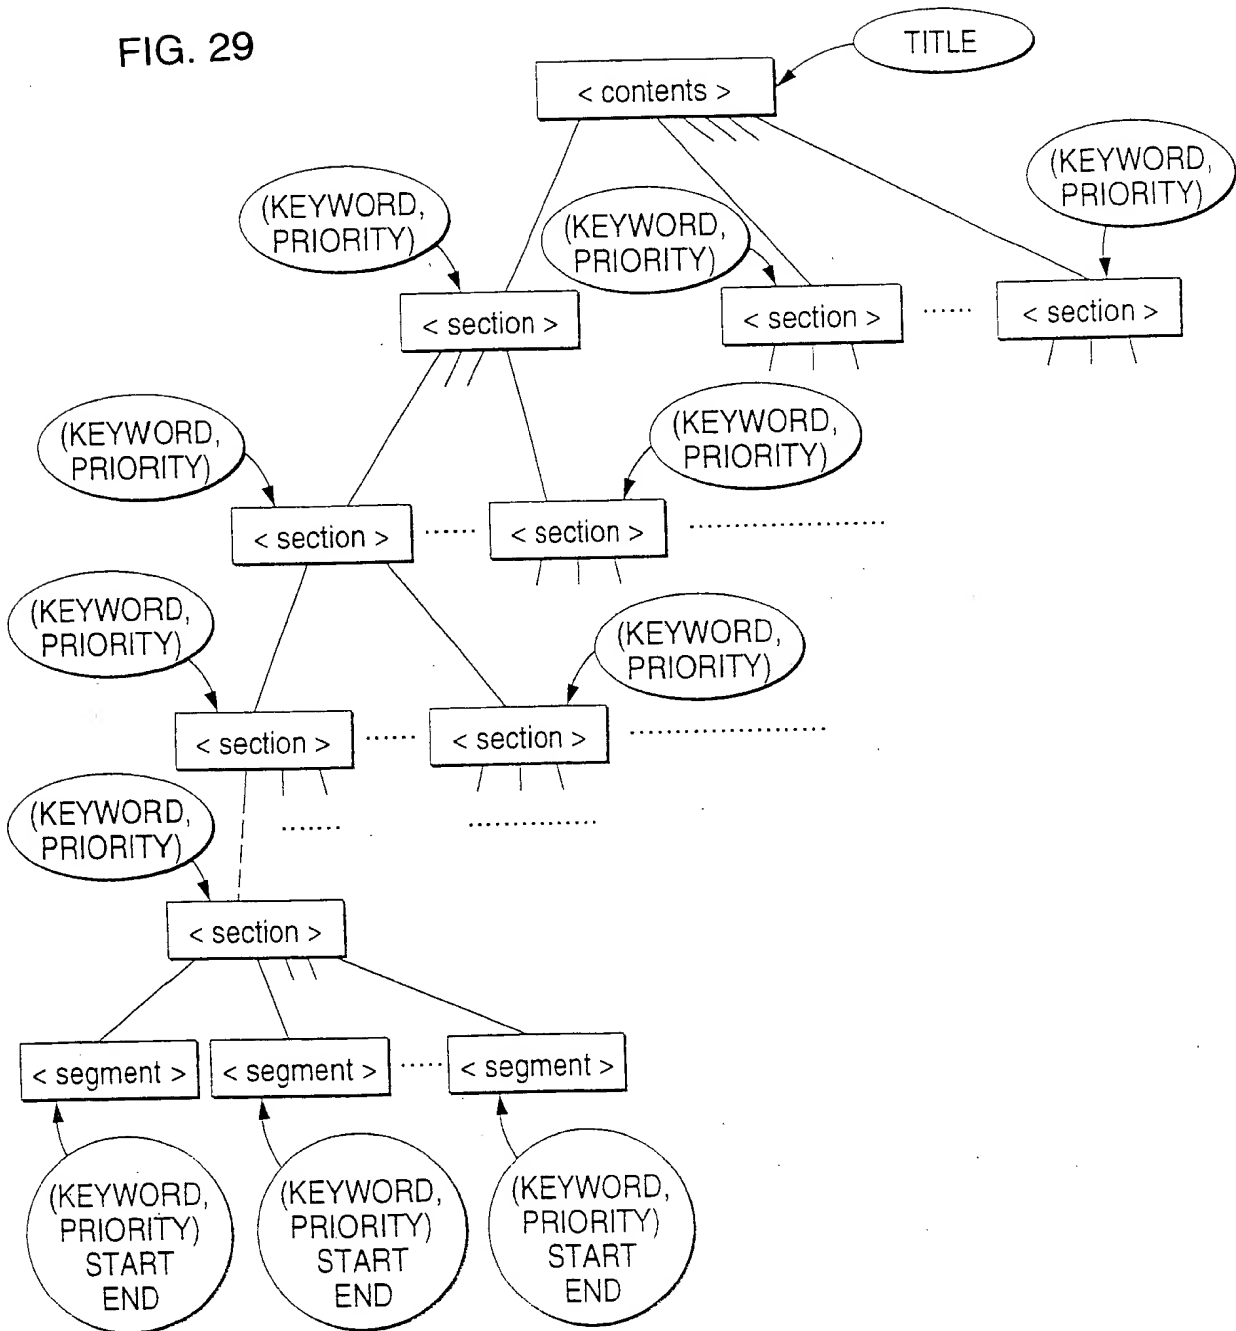 FIG. 29
TITLE
< contents >
(KEYWORD,
PRIORITY)
(KEYWORD,
PRIORITY)
(KEYWORD,
PRIORITY)
< section >
< section >
......
< section >
(KEYWORD,
PRIORITY)
(KEYWORD,
PRIORITY)
< section >
......
< section >
(KEYWORD,
PRIORITY)
(KEYWORD,
PRIORITY)
< section >
......
< section >
(KEYWORD,
PRIORITY)
< section >
< segment >
< segment >
.....
< segment >
(KEYWORD,
PRIORITY)
START
END
(KEYWORD,
PRIORITY)
START
END
(KEYWORD,
PRIORITY)
START
END